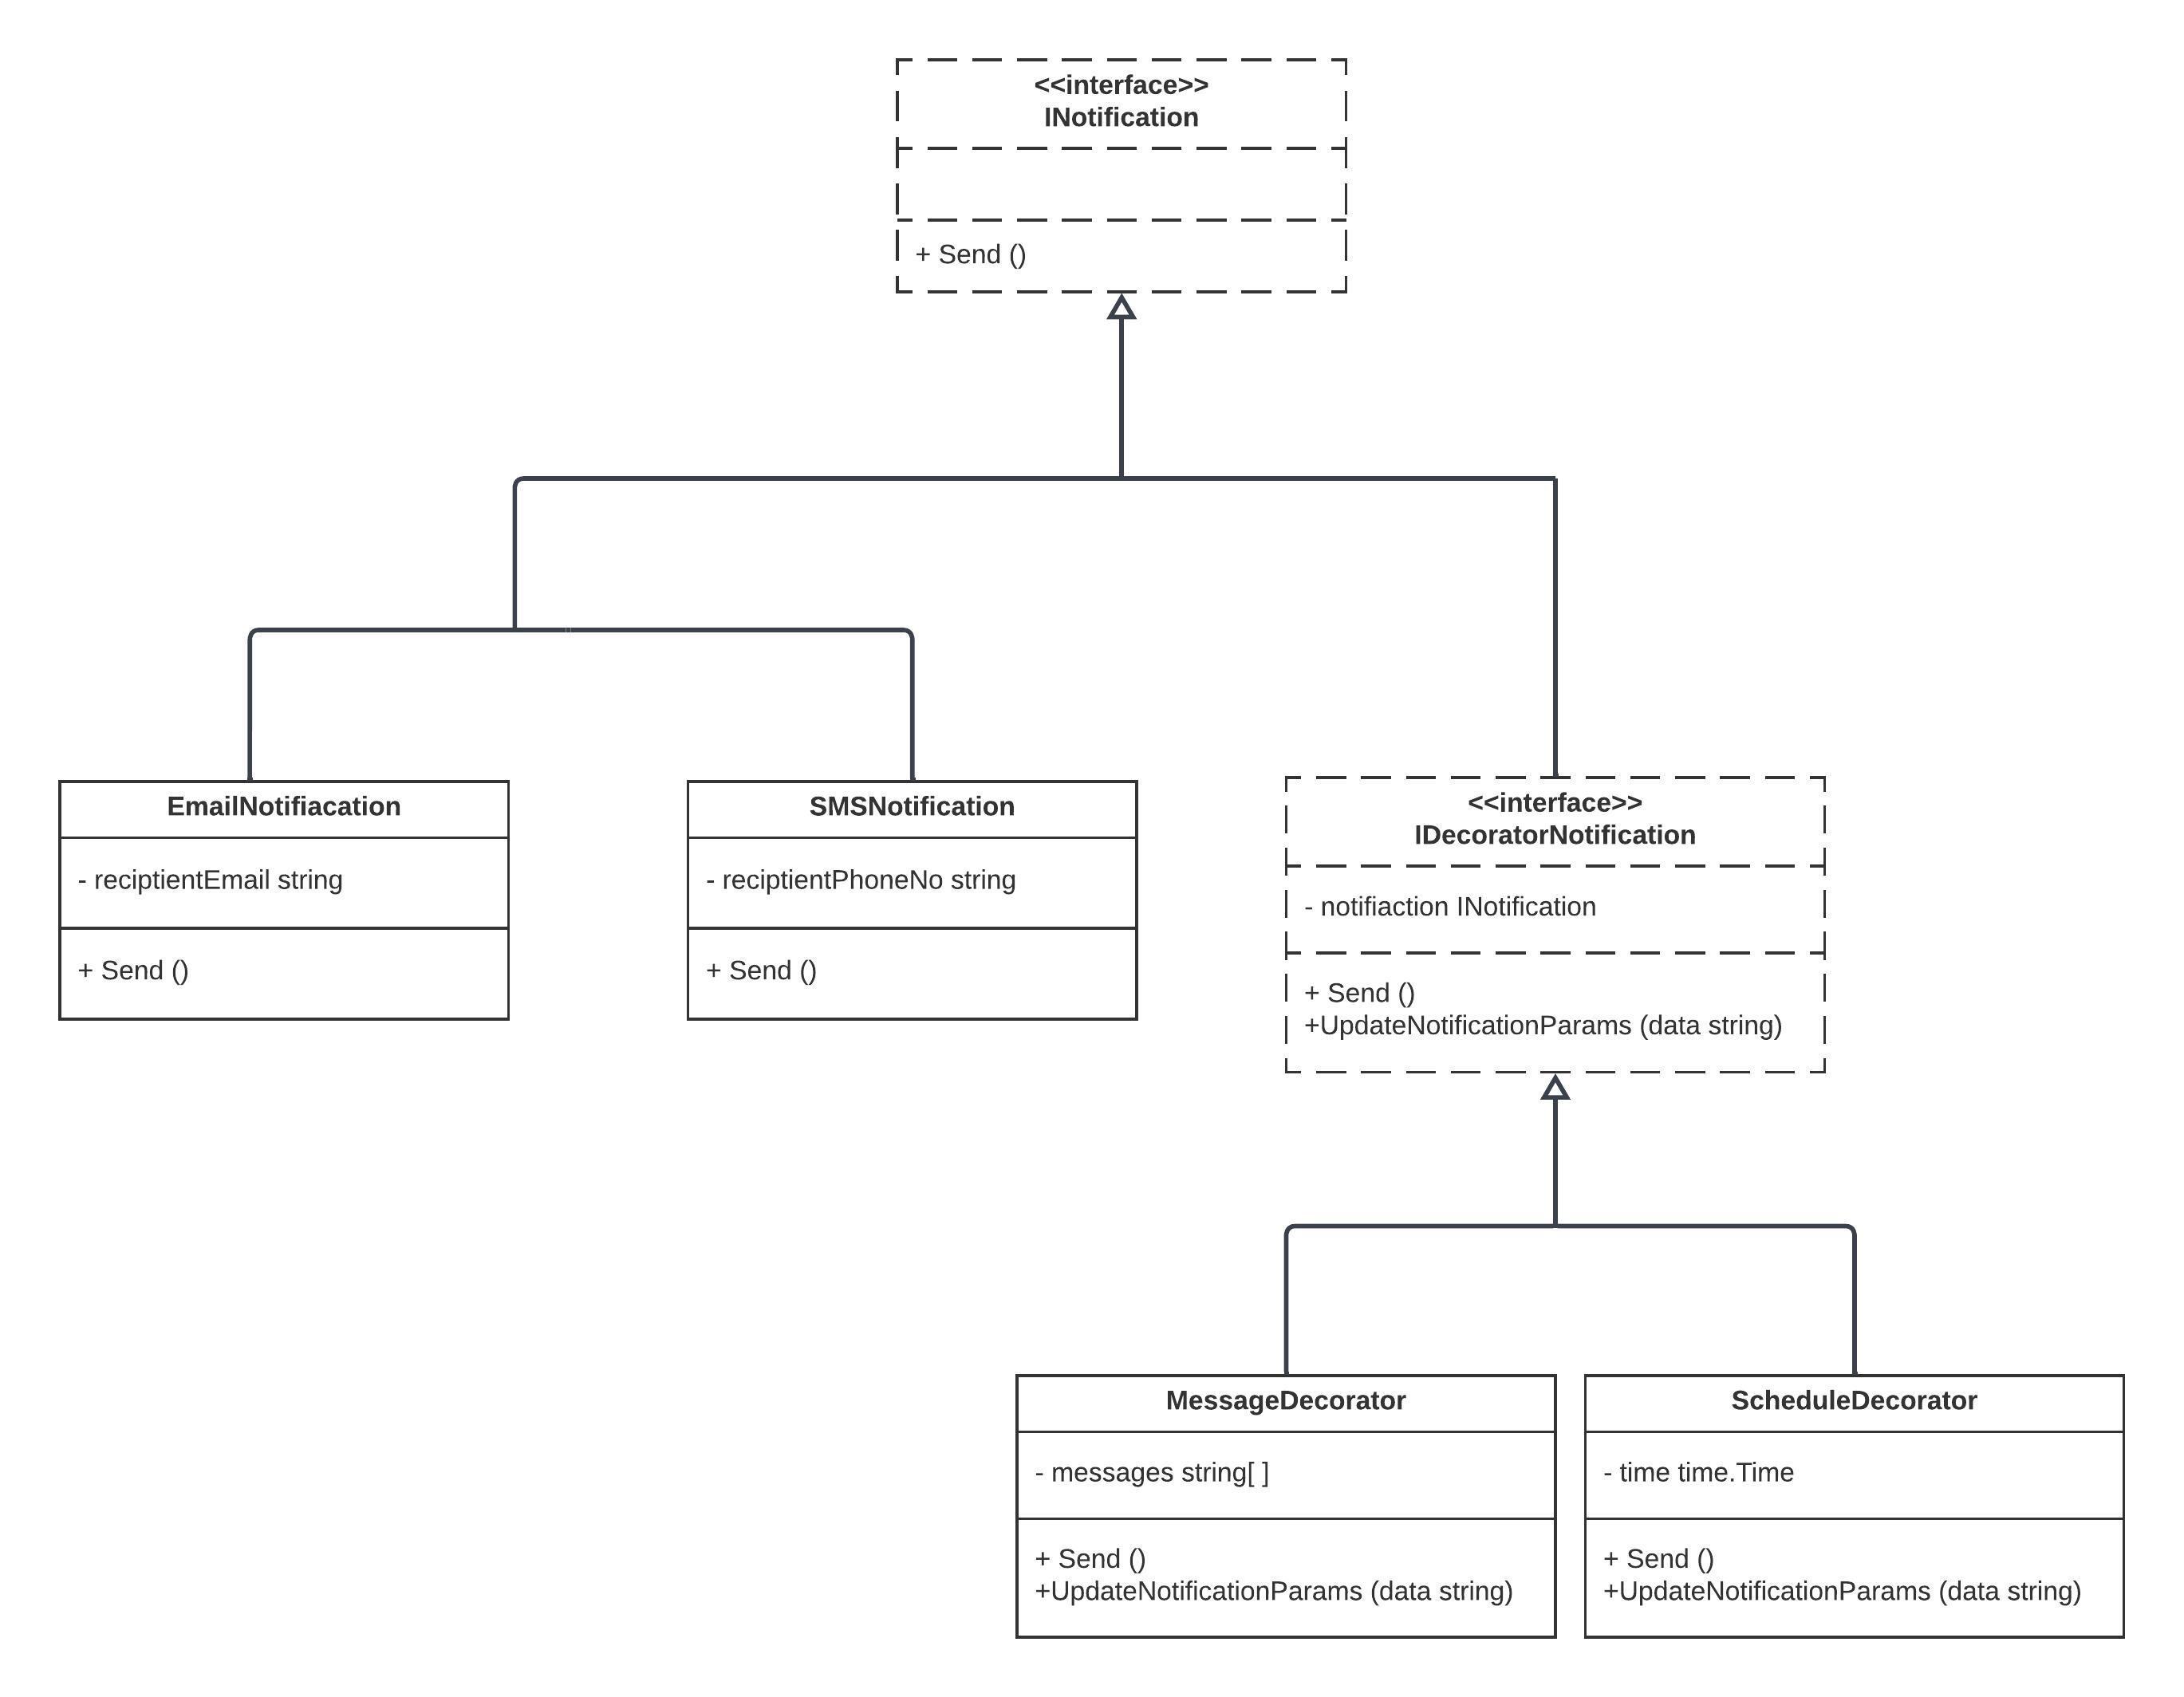 <<interface>>
INotification
+ Send ()
EmailNotifiacation
- reciptientEmail string
+ Send ()
SMSNotification
- reciptientPhoneNo string
+ Send ()
<<interface>>
IDecoratorNotification
- notifiaction INotification
+ Send ()
+UpdateNotificationParams (data string)
MessageDecorator
- messages string[ ]
+ Send ()
+UpdateNotificationParams (data string)
ScheduleDecorator
- time time.Time
+ Send ()
+UpdateNotificationParams (data string)